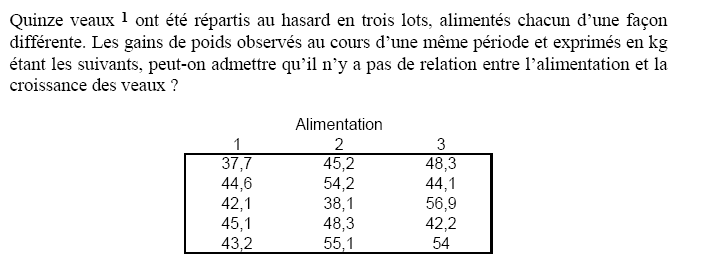 Quinze veaux 1 ont été répartis au hasard en trois lots, alimentés chacun d'une façon
différente. Les gains de poids observés au cours d'une même période et exprimés en kg
étant les suivants, peut-on admettre qu'il n'y a pas de relation entre l'alimentation et la
croissance des veaux ?
Alimentation
1 2 3
37,7 45,2 48,3
44,6 54,2 44,1
42,1 38,1 56,9
45,1 48,3 42,2
43,2 55,1 54